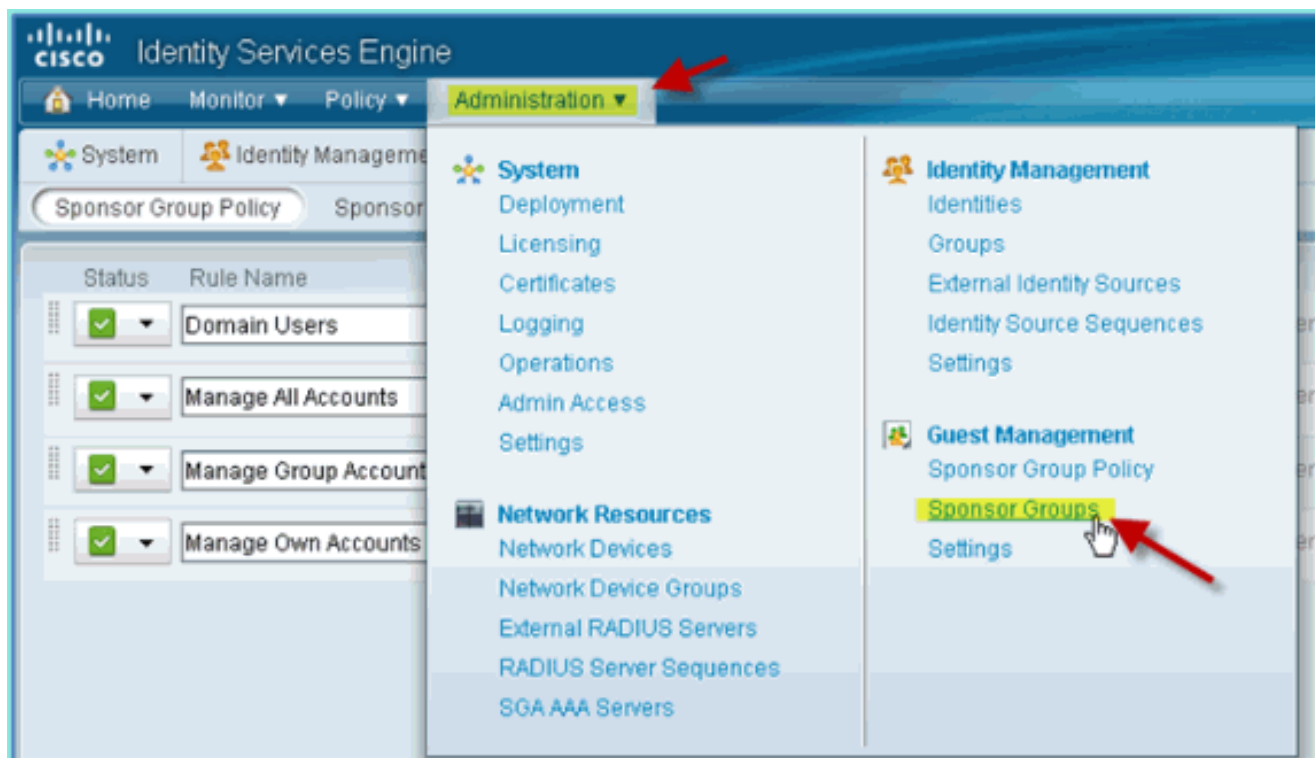 CISCO Identity Services Engine
Home Monitor Policy Administration
System Identity Manageme
Sponsor Group Policy Sponsor
Status Rule Name
Domain Users
Manage All Accounts
Manage Group Account
Manage Own Accounts
System
Deployment
Licensing
Certificates
Logging
Operations
Admin Access
Settings
Network Resources
Network Devices
Network Device Groups
External RADIUS Servers
RADIUS Server Sequences
SGA AAA Servers
Identity Management
Identities
Groups
External Identity Sources
Identity Source Sequences
Settings
Guest Management
Sponsor Group Policy
Sponsor Groups
Settings